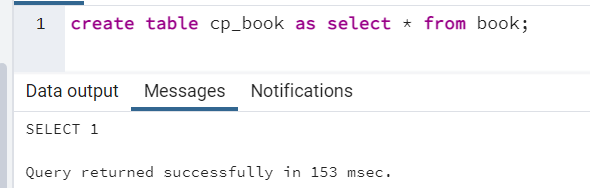 1 create table cp_book as select * from book;
Data output Messages Notifications
SELECT 1
Query returned successfully in 153 msec.